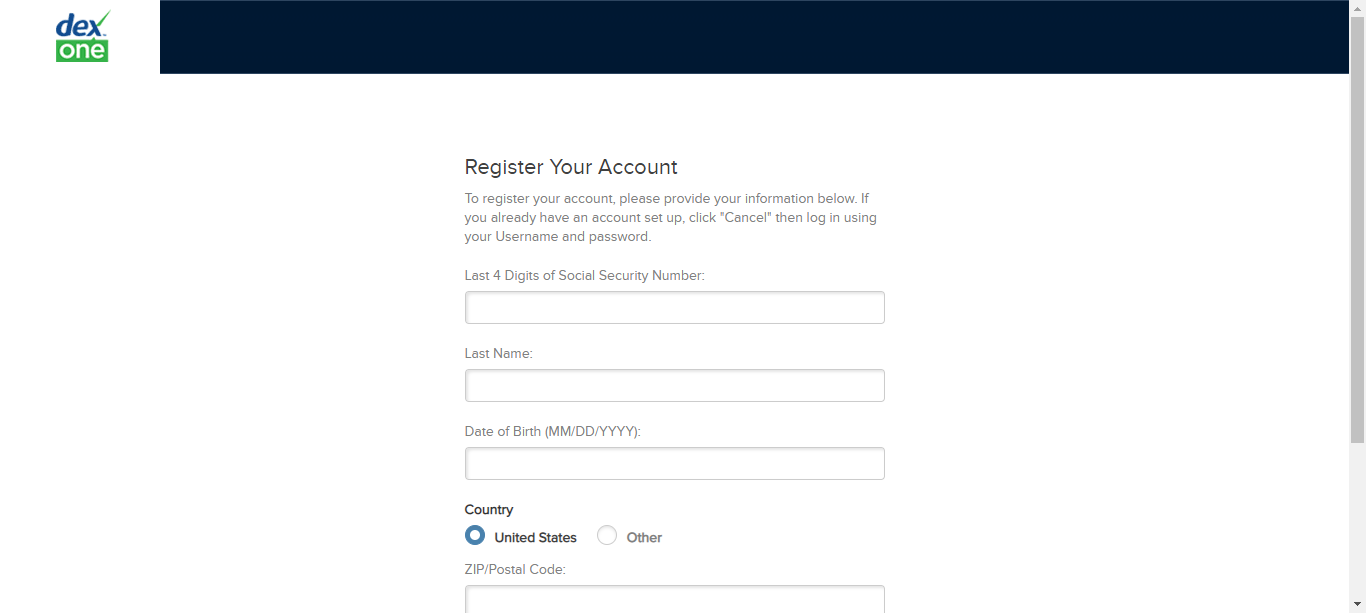 dex
one
Register Your Account
To register your account, please provide your information below. If
you already have an account set up, click "Cancel" then log in using
your Username and password.
Last 4 Digits of Social Security Number:
Last Name:
Date of Birth (MM/DD/YYYY):
Country
United States Other
ZIP/Postal Code: